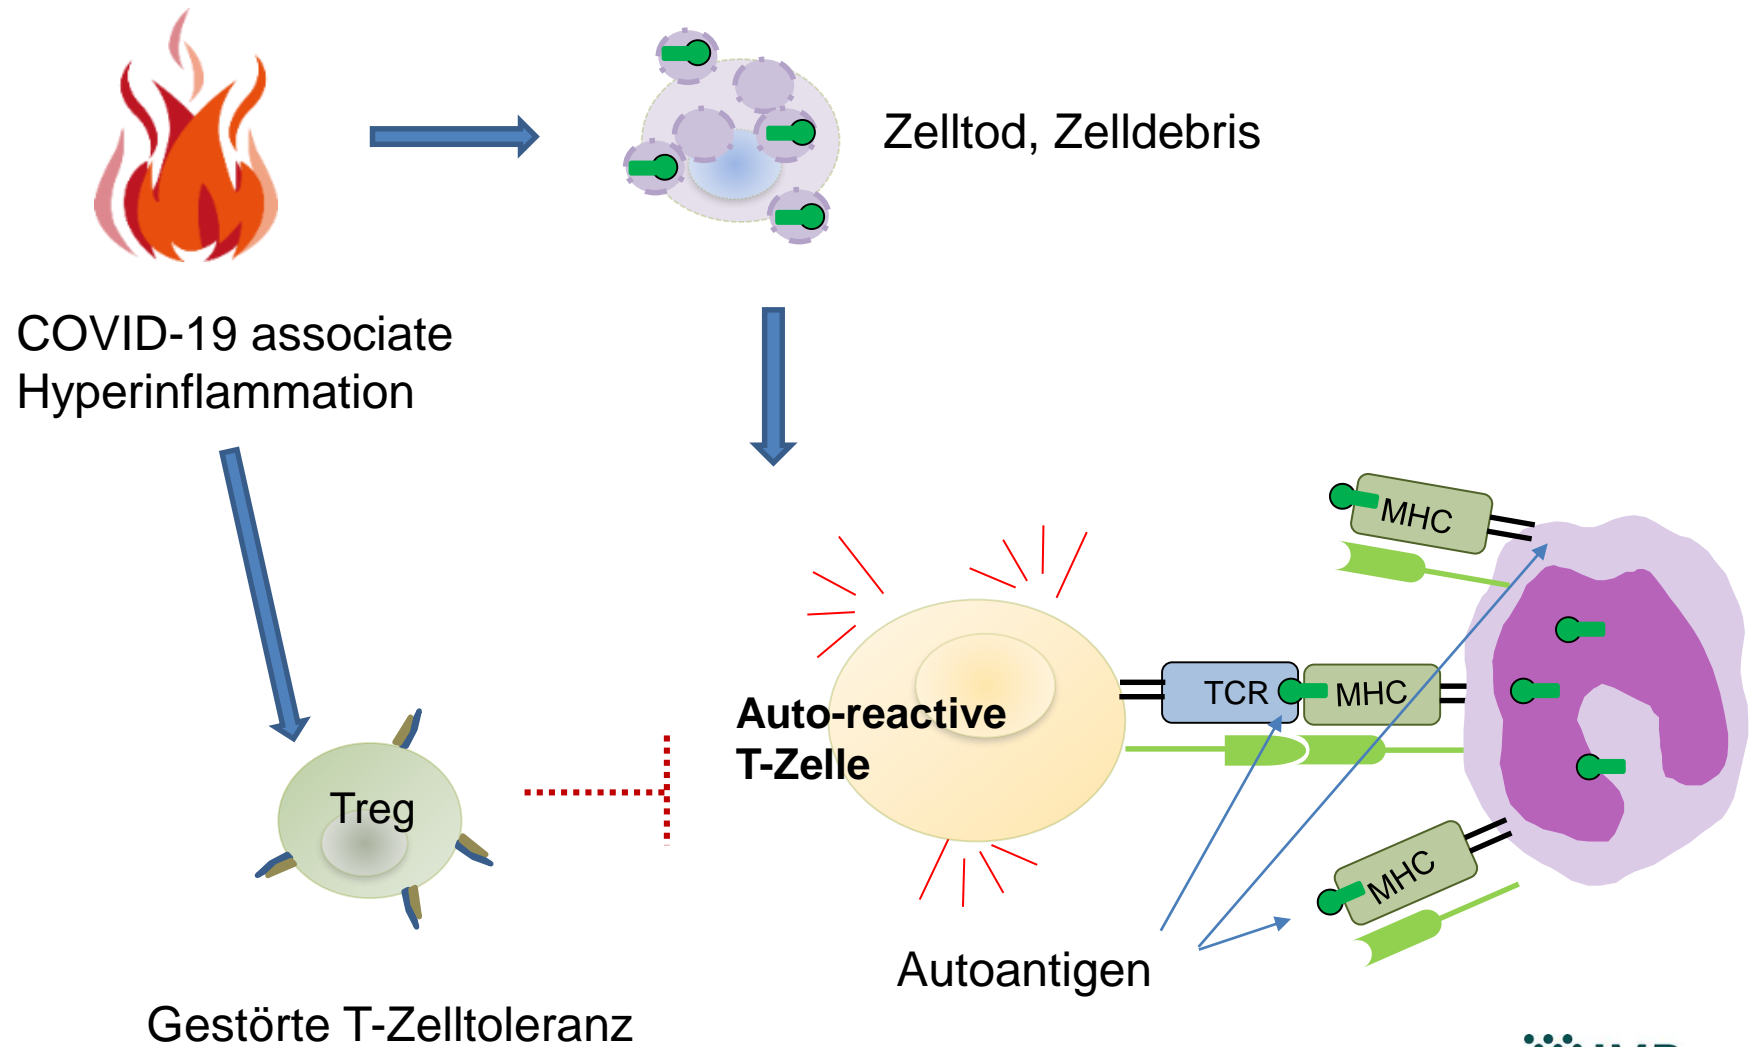 Zelltod, Zelldebris
COVID-19 associate
Hyperinflammation
MHC
TCR
MHC
Auto-reactive
T-Zelle
Treg
MHC
Autoantigen
Gestörte T-Zelltoleranz